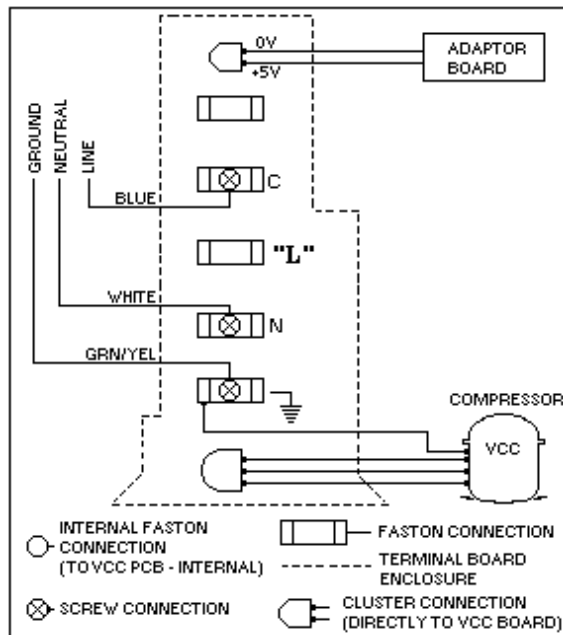 0V
+5V
ADAPTOR
BOARD
GROUND
NEUTRAL
LINE
BLUE
C
"L"
WHITE
N
GRN/YEL
COMPRESSOR
VCC
INTERNAL FASTON
CONNECTION
(TO VCC PCB - INTERNAL)
FASTON CONNECTION
TERMINAL BOARD
ENCLOSURE
SCREW CONNECTION
CLUSTER CONNECTION
(DIRECTLY TO VCC BOARD)